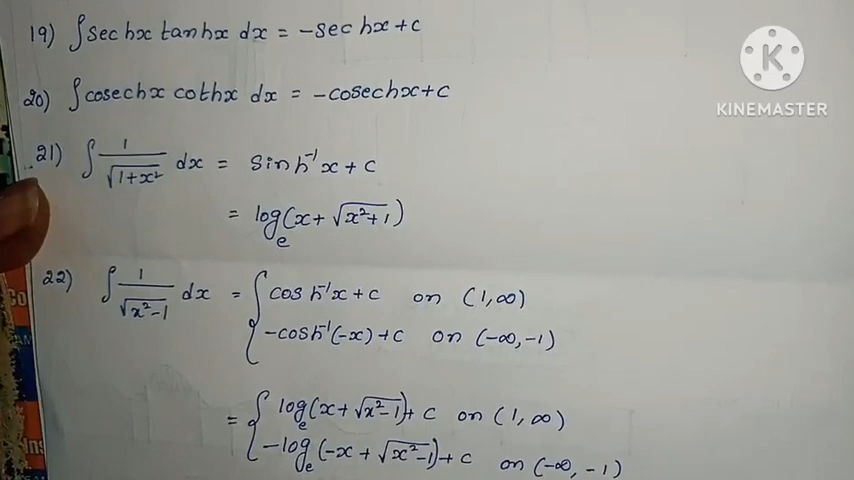 19) ∫sechx tanhx dx = -sechx+c
K
KINEMASTER
20) ∫cosechx cothx dx = -cosechx+c
21) ∫ 1/√(1+x²) dx = sinh⁻¹x + c
= logₑ(x+√(x²+1))
22) ∫ 1/√(x²-1) dx = { cosh⁻¹x+c on (1,∞)
-cosh⁻¹(-x)+c on (-∞,-1)
= { logₑ(x+√(x²-1))+c on (1,∞)
-logₑ(-x+√(x²-1))+c on (-∞,-1)